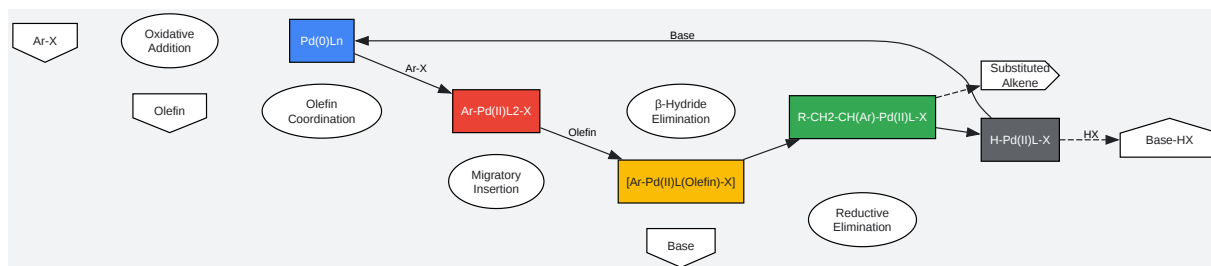 Ar-X
Oxidative
Addition
Pd(0)Ln
Base
Ar-X
Olefin
Olefin
Coordination
Ar-Pd(II)L2-X
Olefin
β-Hydride
Elimination
R-CH2-CH(Ar)-Pd(II)L-X
Substituted
Alkene
H-Pd(II)L-X
HX
Base-HX
Migratory
Insertion
[Ar-Pd(II)L(Olefin)-X]
Reductive
Elimination
Base